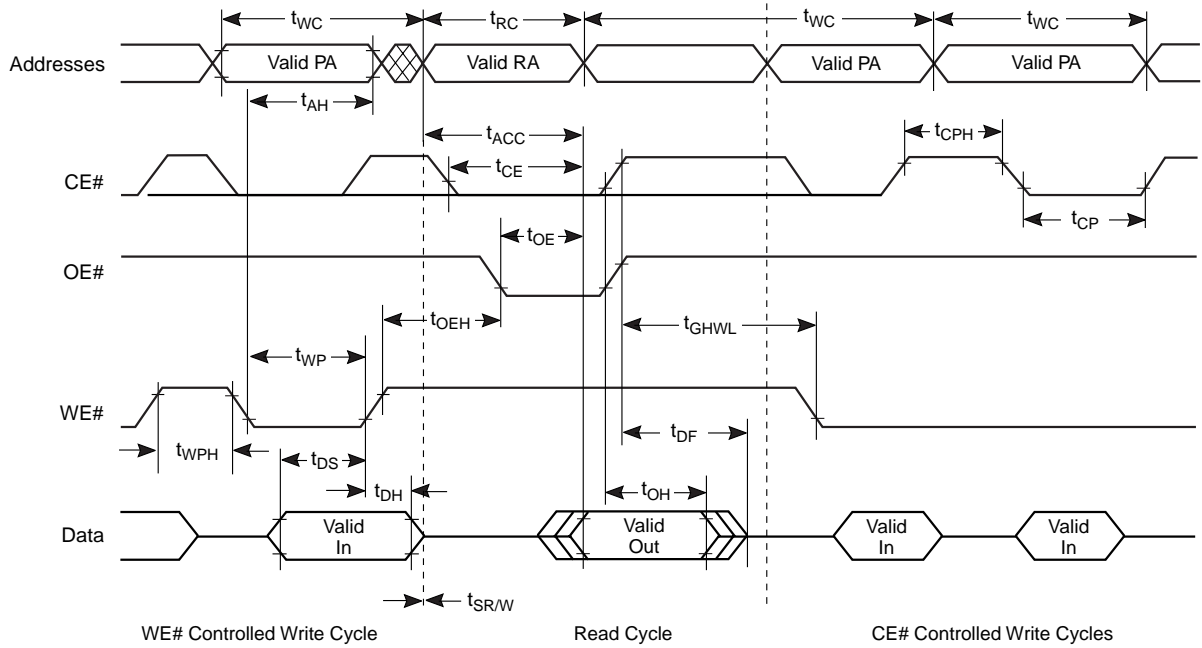 tWC tRC tWC tWC
Addresses Valid PA Valid RA Valid PA Valid PA
tAH
tACC tCPH
tCE
CE#
tOE tCP
OE#
tOEH tGHWL
tWP
WE#
tWPH tDS tDF
tDH tOH
Data Valid In Valid Out Valid In Valid In
tSR/W
WE# Controlled Write Cycle Read Cycle CE# Controlled Write Cycles